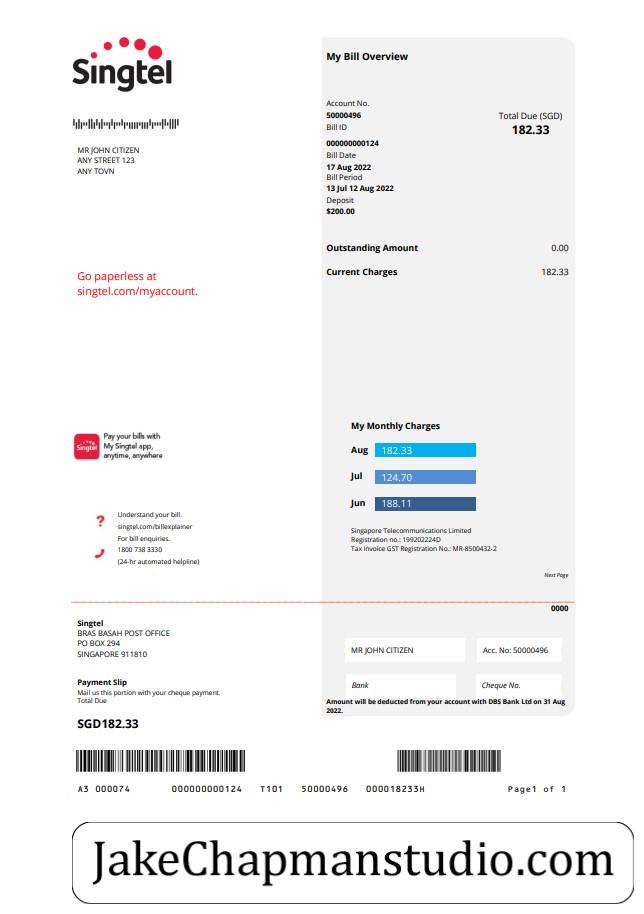 Singtel
MR JOHN CITIZEN
ANY STREET 123
ANY TOVN
Go paperless at
singtel.com/myaccount.
Singtel
Pay your bills with
My Singtel app,
anytime, anywhere
?
Understand your bill.
singtel.com/billexplainer
For bill enquiries.
1800 738 3330
(24-hr automated helpline)
My Bill Overview
Account No.
50000496
Bill ID
000000000124
Bill Date
17 Aug 2022
Bill Period
13 Jul 12 Aug 2022
Deposit
$200.00
Total Due (SGD)
182.33
Outstanding Amount 0.00
Current Charges 182.33
My Monthly Charges
Aug 182.33
Jul 124.70
Jun 188.11
Singapore Telecommunications Limited
Registration no.: 199202224D
Tax Invoice GST Registration No.: MR-8500432-2
Next Page
0000
Singtel
BRAS BASAH POST OFFICE
PO BOX 294
SINGAPORE 911810
Payment Slip
Mail us this portion with your cheque payment.
Total Due
SGD182.33
MR JOHN CITIZEN Acc. No: 50000496
Bank Cheque No.
Amount will be deducted from your account with DBS Bank Ltd on 31 Aug
2022.
A3 000074 000000000124 T101 50000496 000018233H Page1 of 1
JakeChapmanstudio.com